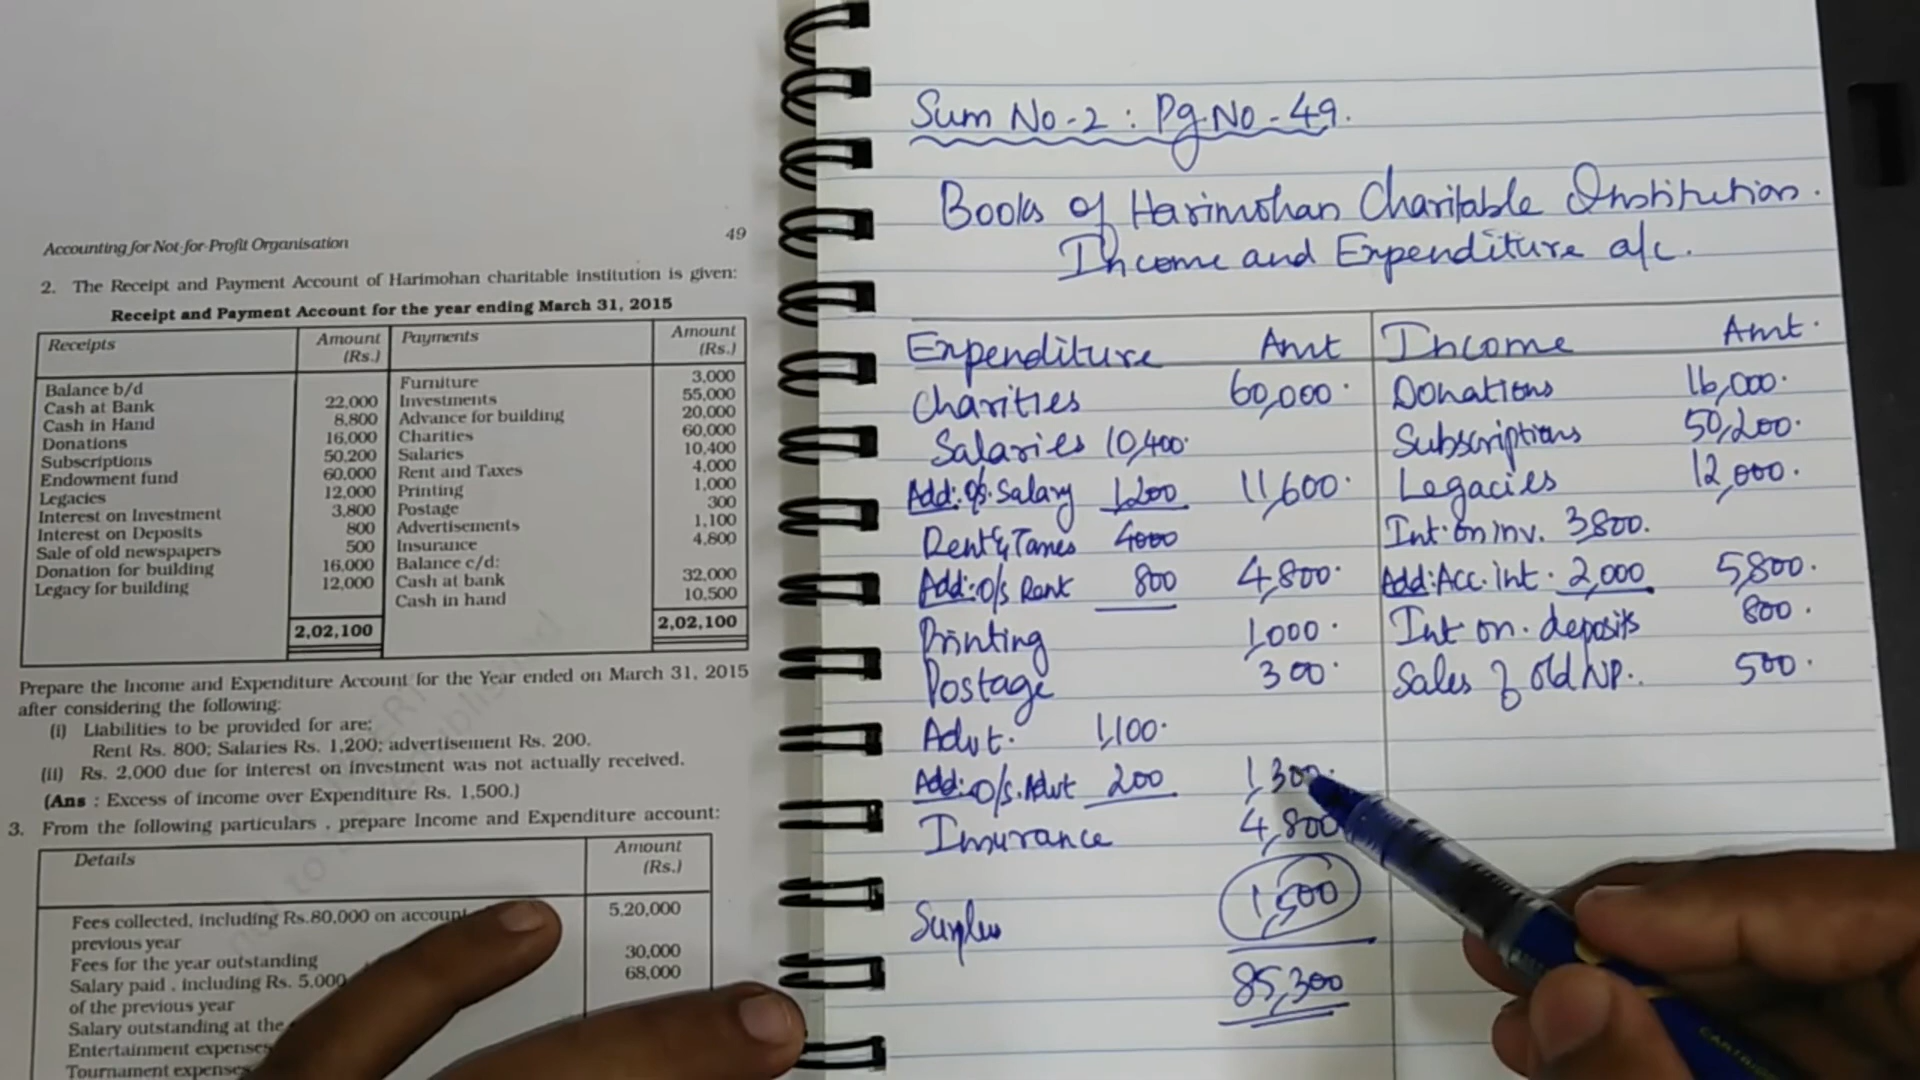 Accounting for Not-for-Profit Organisation 49
2. The Receipt and Payment Account of Harimohan charitable institution is given:
Receipt and Payment Account for the year ending March 31, 2015
Receipts Amount (Rs.) Payments Amount (Rs.)
Balance b/d Furniture 3,000
Cash at Bank 22,000 Investments 55,000
Cash in Hand 8,800 Advance for building 20,000
Donations 16,000 Charities 60,000
Subscriptions 50,200 Salaries 10,400
Endowment fund 60,000 Rent and Taxes 4,000
Legacies 12,000 Printing 1,000
Interest on Investment 3,800 Postage 300
Interest on Deposits 800 Advertisements 1,100
Sale of old newspapers 500 Insurance 4,800
Donation for building 16,000 Balance c/d:
Legacy for building 12,000 Cash at bank 32,000
Cash in hand 10,500
2,02,100 2,02,100
Prepare the Income and Expenditure Account for the Year ended on March 31, 2015
after considering the following:
(i) Liabilities to be provided for are:
Rent Rs. 800; Salaries Rs. 1,200; advertisement Rs. 200.
(ii) Rs. 2,000 due for interest on investment was not actually received.
(Ans : Excess of income over Expenditure Rs. 1,500.)
3. From the following particulars , prepare Income and Expenditure account:
Details Amount (Rs.)
Fees collected, including Rs.80,000 on account 5,20,000
previous year
Fees for the year outstanding 30,000
Salary paid , including Rs. 5,000 68,000
of the previous year
Salary outstanding at the
Entertainment expenses
Tournament expenses
Sum No-2 : Pg.No-49.
Books of Harimohan Charitable Institution.
Income and Expenditure a/c.
Expenditure Amt Income Amt.
Charities 60,000. Donations 16,000.
Salaries 10,400. Subscriptions 50,200.
Add: O/s. Salary 1200 11,600. Legacies 12,000.
Rent & Taxes 4000 Int. on inv. 3,800.
Add: O/s Rent 800 4,800. Add: Acc. Int. 2,000 5,800.
Printing 1,000. Int on. deposits 800.
Postage 300. Sales of old NP.. 500.
Advt. 1,100.
Add: O/s. Advt 200 1,300.
Insurance 4,800
Surplus 1,500
85,300